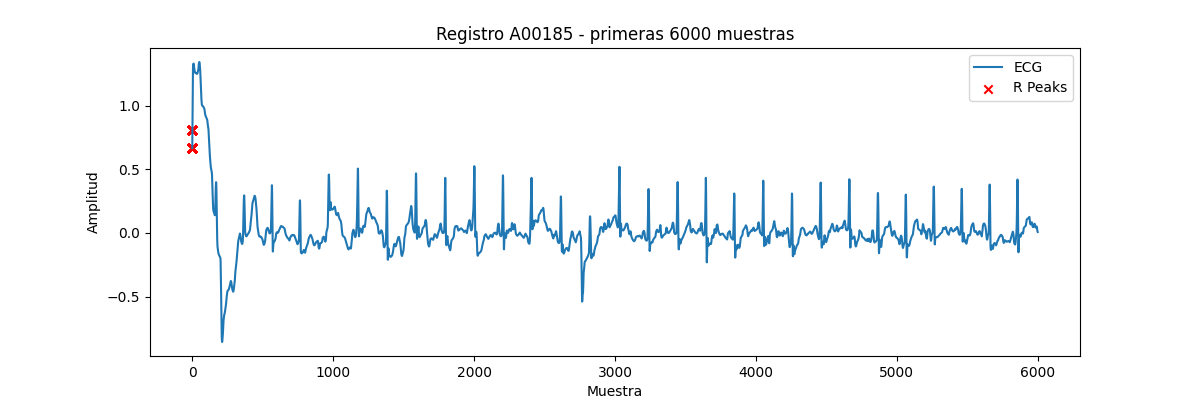 Registro A00185 - primeras 6000 muestras
ECG
R Peaks
Amplitud
1.0
0.5
0.0
−0.5
0 1000 2000 3000 4000 5000 6000
Muestra